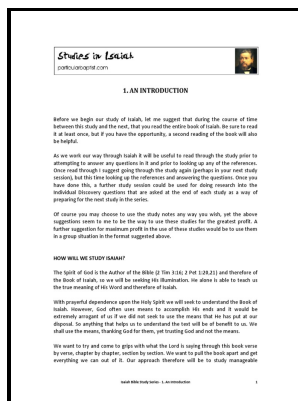 Studies in Isaiah
particularbaptist.com
1. AN INTRODUCTION
Before we begin our study of Isaiah, let me suggest that during the course of time
between this study and the next, that you read the entire book of Isaiah. Be sure to read
it at least once, but if you have the opportunity, a second reading of the book will also
be helpful.
As we work our way through Isaiah it will be useful to read through the study prior to
attempting to answer any questions in it and prior to looking up any of the references.
Once read through I suggest going through the study again (perhaps in your next study
session), but this time looking up the references and answering the questions. Once you
have done this, a further study session could be used for doing research into the
individual Discovery questions that are asked at the end of each study as a way of
preparing for the next study in the series.
Of course you may choose to use the study notes any way you wish, yet the above
suggestions seem to me to be the way to use these studies for the greatest profit. A
further suggestion for maximum profit in the use of these studies would be to use them
in a group situation in the format suggested above.
HOW WILL WE STUDY ISAIAH?
The Spirit of God is the Author of the Bible (2 Tim 3:16; 2 Pet 1:20,21) and therefore of
the Book of Isaiah, so we will be seeking His illumination. He alone is able to teach us
the true meaning of His Word and therefore of Isaiah.
With prayerful dependence upon the Holy Spirit we will seek to understand the Book of
Isaiah. However, God often uses means to accomplish His ends and it would be
extremely arrogant of us if we did not seek to use the means that He has put at our
disposal. So anything that helps us to understand the text will be of benefit to us. We
shall use the means, thanking God for them, yet trusting God and not the means.
We want to try and come to grips with what the Lord is saying through this book verse
by verse, chapter by chapter, section by section. We want to pull the book apart and get
everything we can out of it. Our approach therefore will be to study manageable
Isaiah Bible Study Series - 1. An Introduction 1